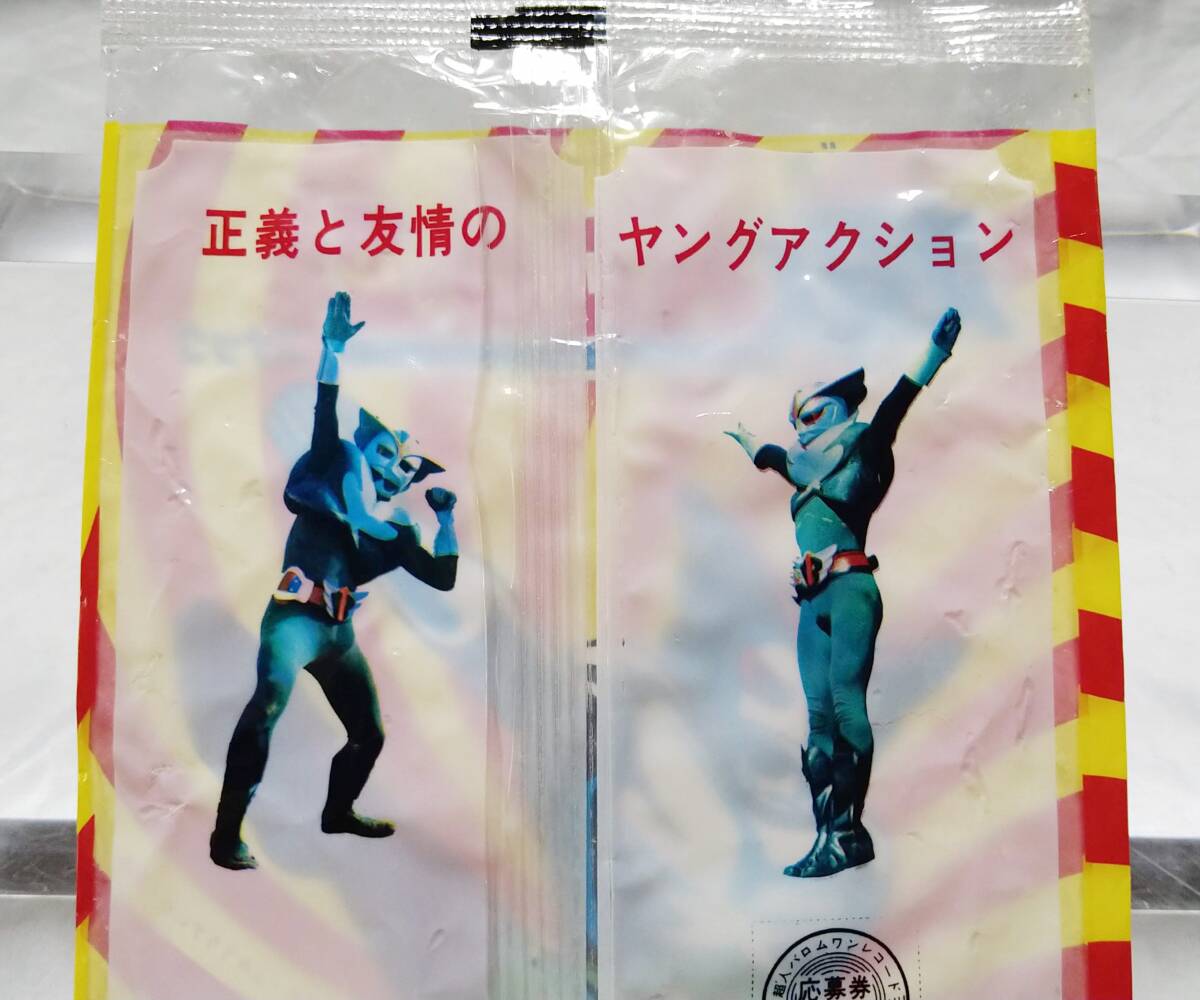 正義と友情の
ヤングアクション
超人バロムワンレコード
応募券